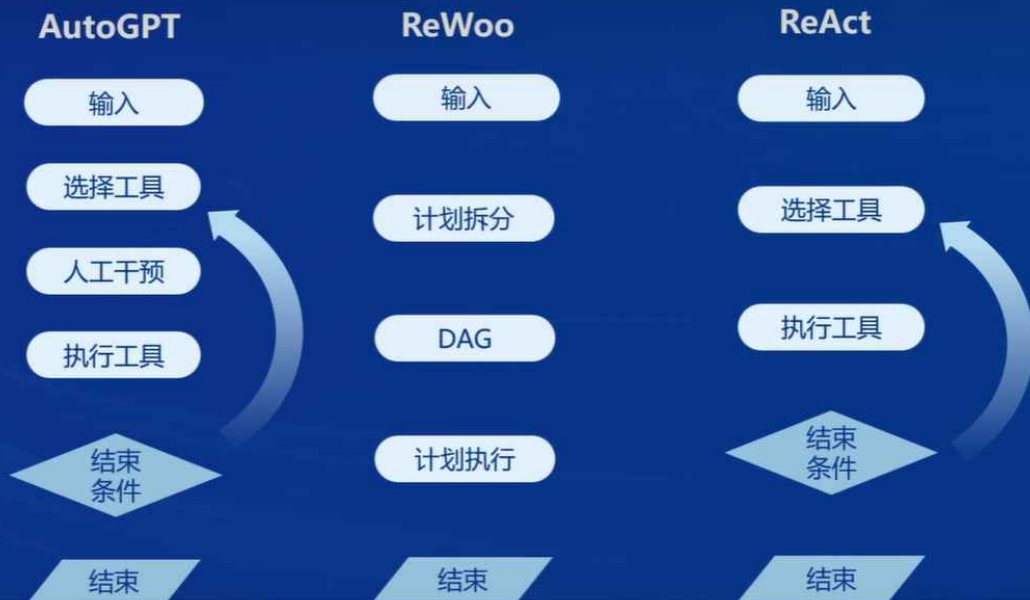 AutoGPT
输入
选择工具
人工干预
执行工具
结束
条件
结束
ReWoo
输入
计划拆分
DAG
计划执行
结束
ReAct
输入
选择工具
执行工具
结束
条件
结束